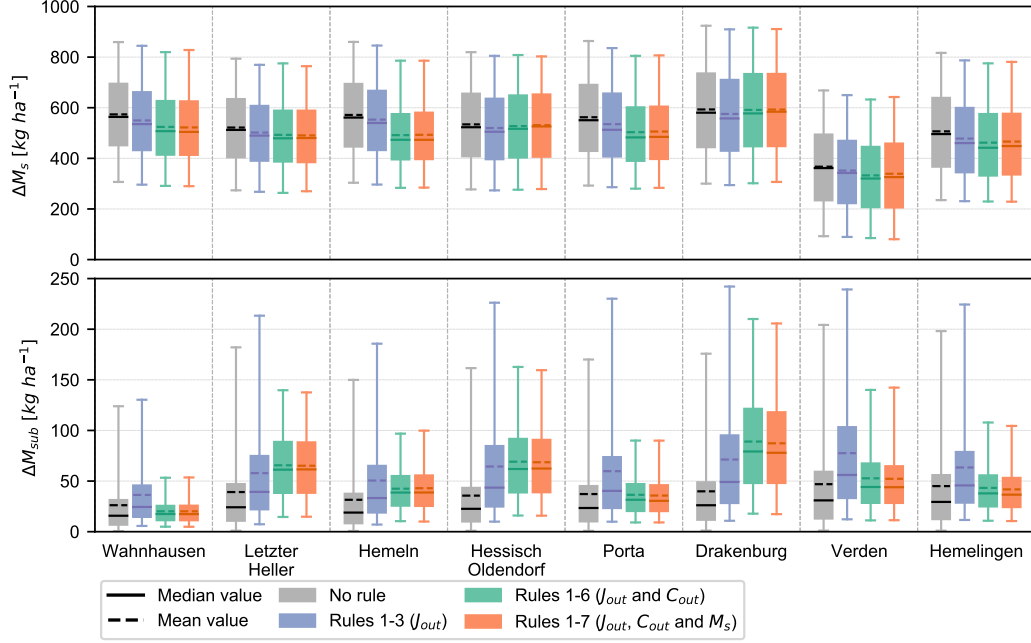 1000
800
600
400
200
0
ΔM_s [kg ha⁻¹]
250
200
150
100
50
0
ΔM_sub [kg ha⁻¹]
Wahnhausen
Letzter
Heller
Hemeln
Hessisch
Oldendorf
Porta
Drakenburg
Verden
Hemelingen
Median value
Mean value
No rule
Rules 1-3 (J_out)
Rules 1-6 (J_out and C_out)
Rules 1-7 (J_out, C_out and M_s)